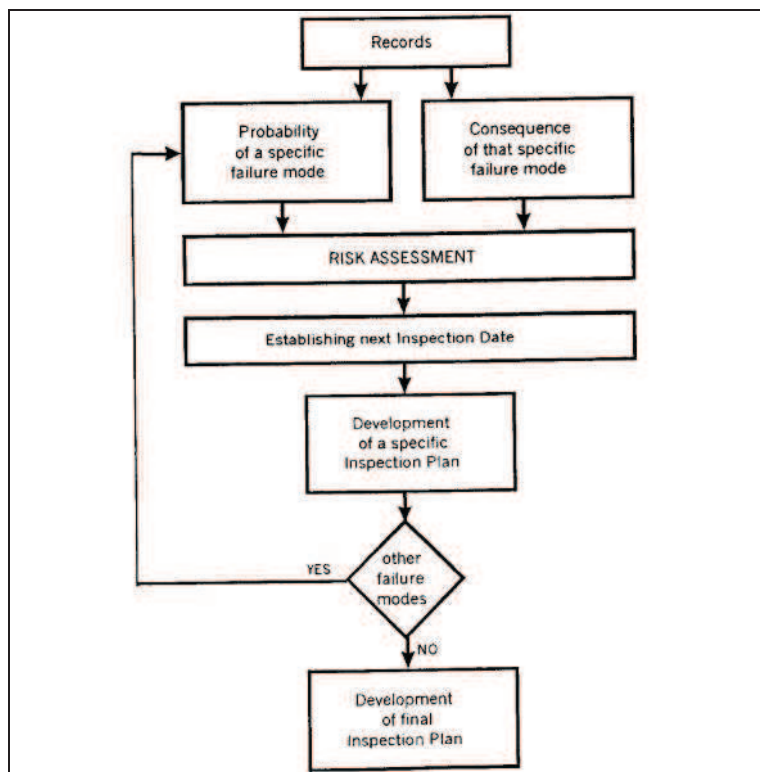 Records
Probability
of a specific
failure mode
Consequence
of that specific
failure mode
RISK ASSESSMENT
Establishing next Inspection Date
Development
of a specific
Inspection Plan
other
failure
modes
YES
NO
Development
of final
Inspection Plan